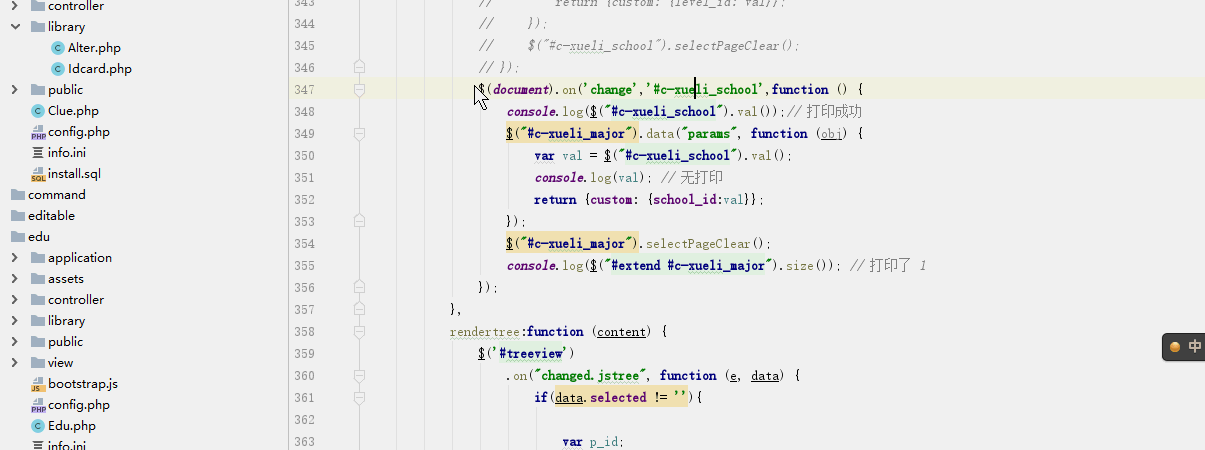 controller
library
Alter.php
Idcard.php
public
Clue.php
config.php
info.ini
install.sql
command
editable
edu
application
assets
controller
library
public
view
bootstrap.js
config.php
Edu.php
info.ini
343 // return {custom: {level_id: val}};
344 // });
345 // $("#c-xueli_school").selectPageClear();
346 // });
347 $(document).on('change','#c-xueli_school',function () {
348 console.log($("#c-xueli_school").val());// 打印成功
349 $("#c-xueli_major").data("params", function (obj) {
350 var val = $("#c-xueli_school").val();
351 console.log(val); // 无打印
352 return {custom: {school_id:val}};
353 });
354 $("#c-xueli_major").selectPageClear();
355 console.log($("#extend #c-xueli_major").size()); // 打印了 1
356 });
357 },
358 rendertree:function (content) {
359 $('#treeview')
360 .on("changed.jstree", function (e, data) {
361 if(data.selected != ''){
362
363 var p_id;
中